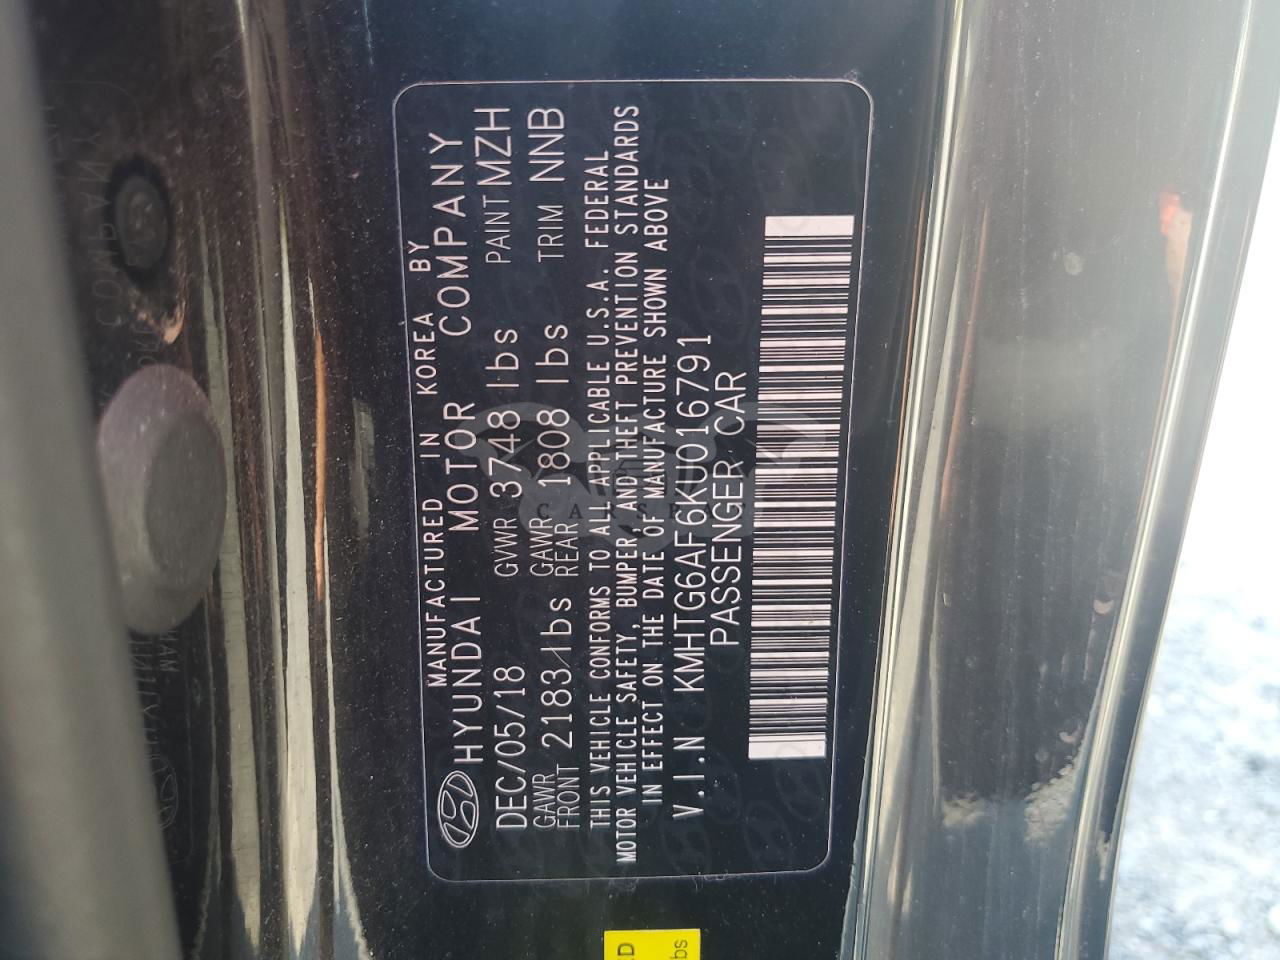 MANUFACTURED IN KOREA BY
HYUNDAI MOTOR COMPANY
DEC/05/18 GVWR 3748 lbs PAINT MZH
GAWR FRONT 2183 lbs GAWR REAR 1808 lbs TRIM NNB
THIS VEHICLE CONFORMS TO ALL APPLICABLE U.S.A. FEDERAL
MOTOR VEHICLE SAFETY, BUMPER, AND THEFT PREVENTION STANDARDS
IN EFFECT ON THE DATE OF MANUFACTURE SHOWN ABOVE
V.I.N KMHTG6AF6KU016791
PASSENGER CAR